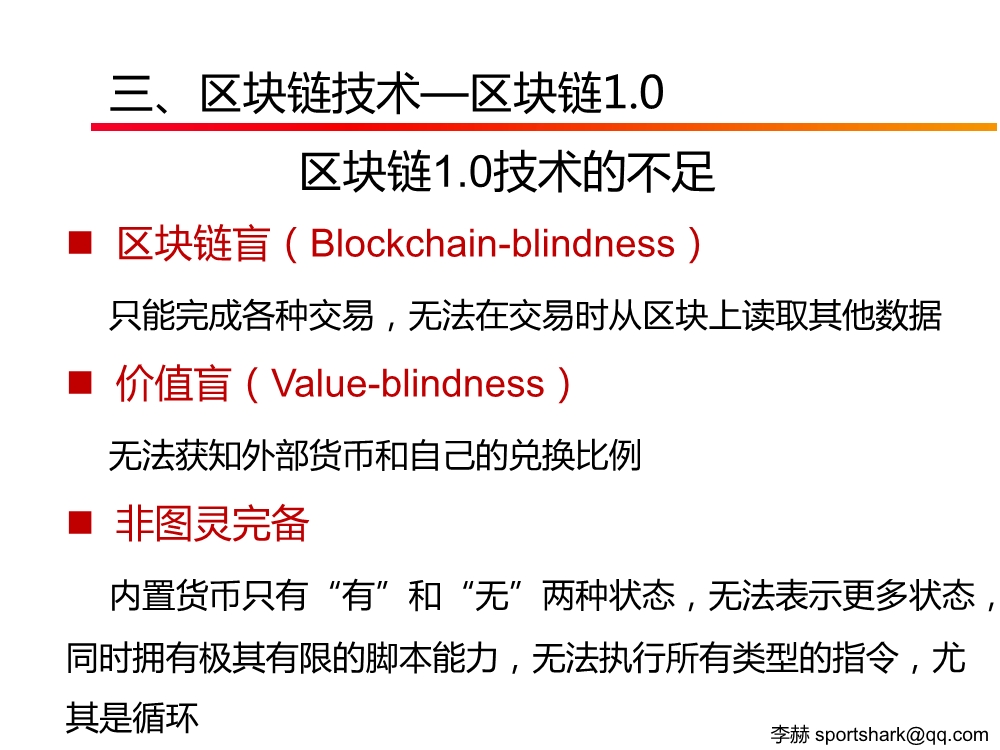 三、区块链技术—区块链1.0
区块链1.0技术的不足
区块链盲（Blockchain-blindness）
只能完成各种交易，无法在交易时从区块上读取其他数据
价值盲（Value-blindness）
无法获知外部货币和自己的兑换比例
非图灵完备
内置货币只有“有”和“无”两种状态，无法表示更多状态，
同时拥有极其有限的脚本能力，无法执行所有类型的指令，尤
其是循环
李赫 sportshark@qq.com